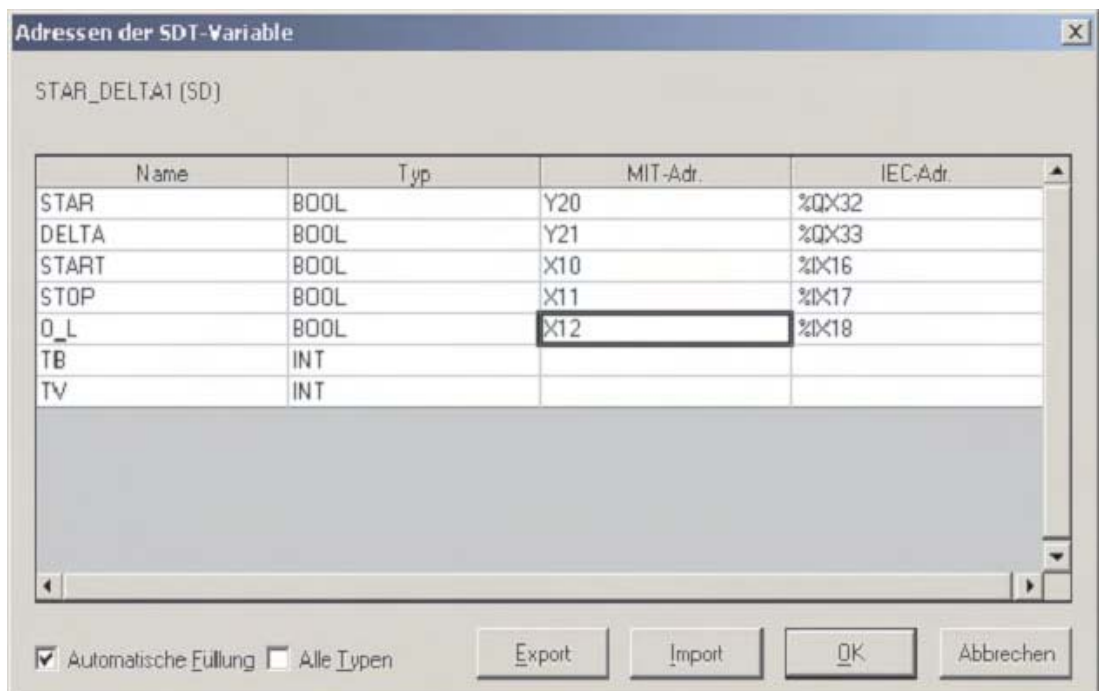 Adressen der SDT-Variable
STAR_DELTA1 (SD)
Name Typ MIT-Adr. IEC-Adr.
STAR BOOL Y20 %QX32
DELTA BOOL Y21 %QX33
START BOOL X10 %IX16
STOP BOOL X11 %IX17
O_L BOOL X12 %IX18
TB INT
TV INT
Automatische Füllung Alle Typen Export Import OK Abbrechen